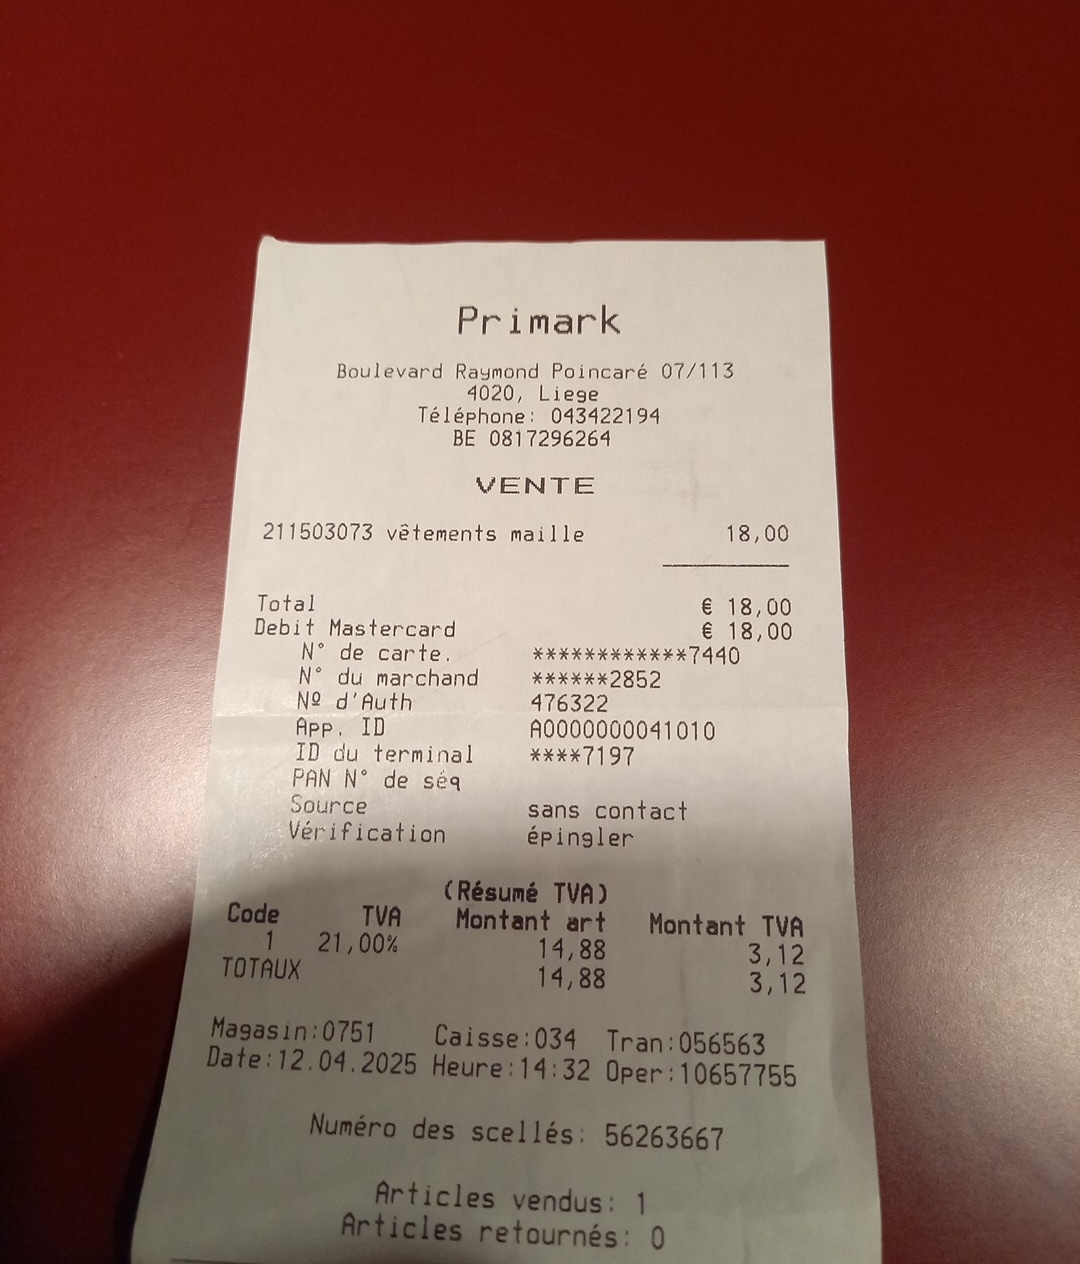 Primark
Boulevard Raymond Poincaré 07/113
4020, Liege
Téléphone: 043422194
BE 0817296264
VENTE
211503073 vêtements maille 18,00
Total € 18,00
Debit Mastercard € 18,00
N° de carte. ************7440
N° du marchand ******2852
Nº d'Auth 476322
App. ID A0000000041010
ID du terminal ****7197
PAN N° de séq
Source sans contact
Vérification épingler
(Résumé TVA)
Code TVA Montant art Montant TVA
1 21,00% 14,88 3,12
TOTAUX 14,88 3,12
Magasin:0751 Caisse:034 Tran:056563
Date:12.04.2025 Heure:14:32 Oper:10657755
Numéro des scellés: 56263667
Articles vendus: 1
Articles retournés: 0